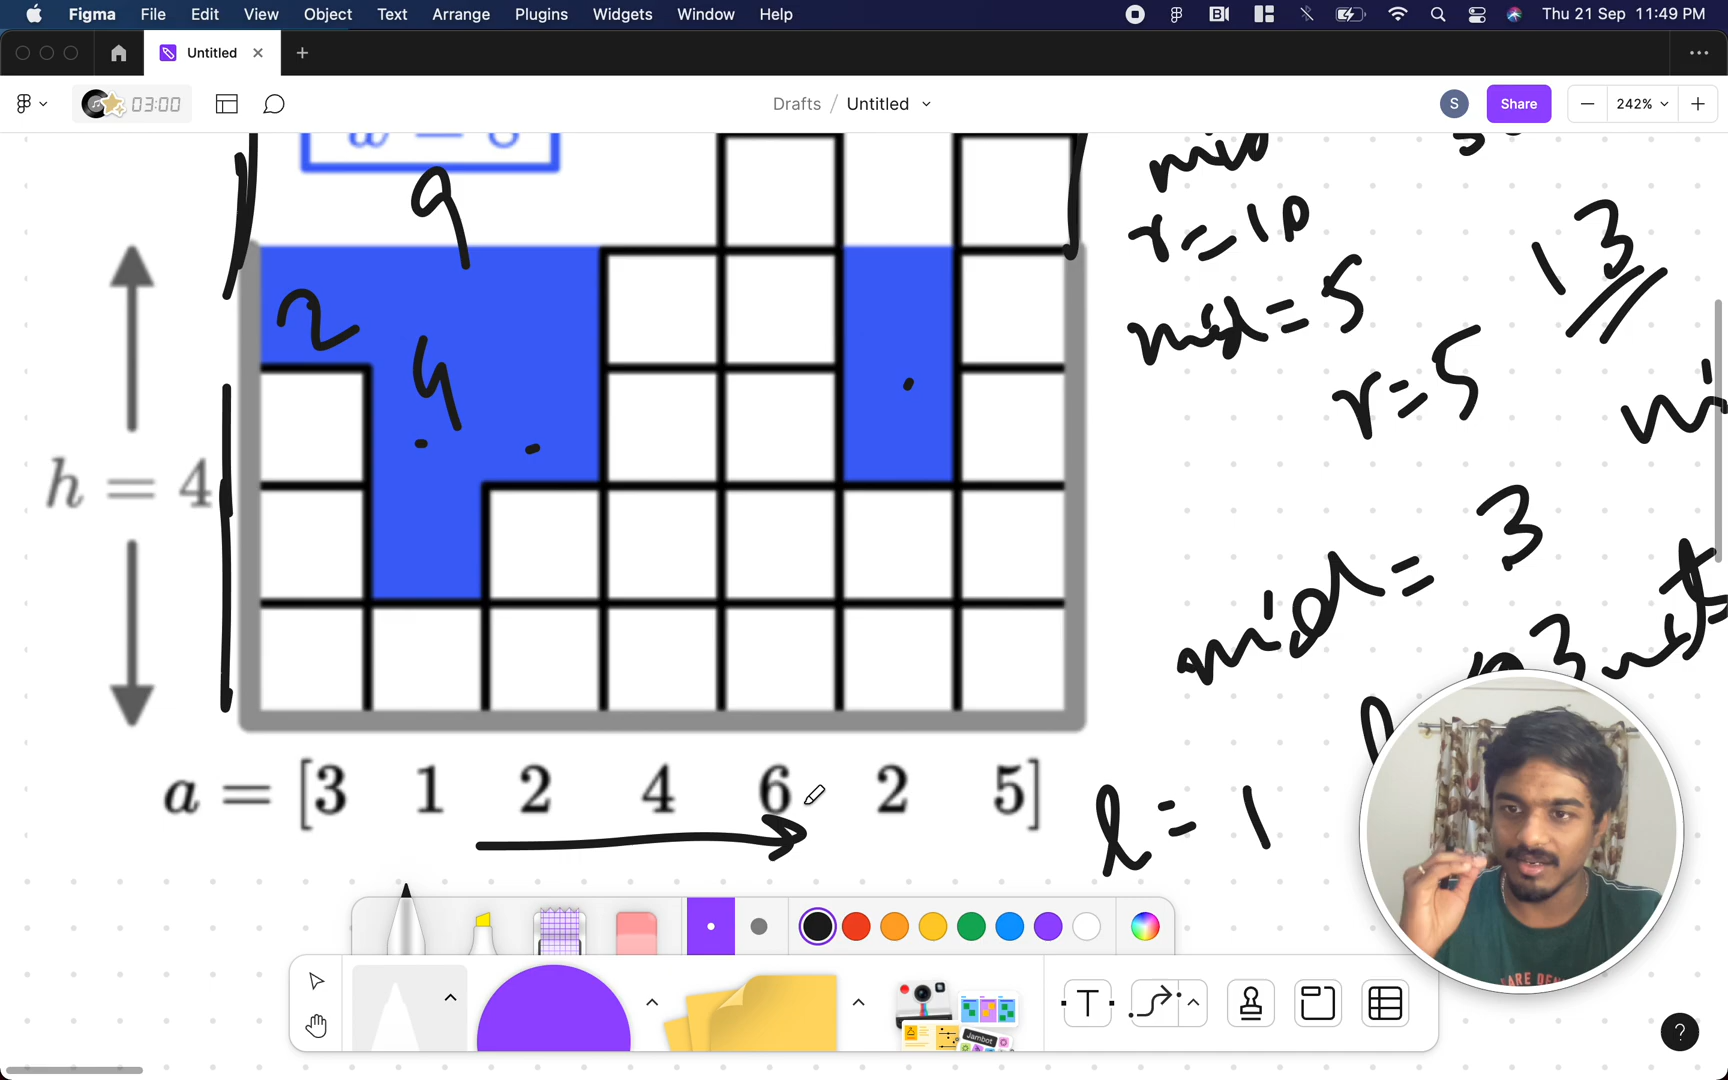 Figma File Edit View Object Text Arrange Plugins Widgets Window Help Thu 21 Sep 11:49 PM
Untitled
03:00
Drafts / Untitled
S
Share
242%
9
2
4
h = 4
a = [3 1 2 4 6 2 5]
mid
r=10
mid=5
13
r=5
mid= 3
l= 1
T
Jambot
?